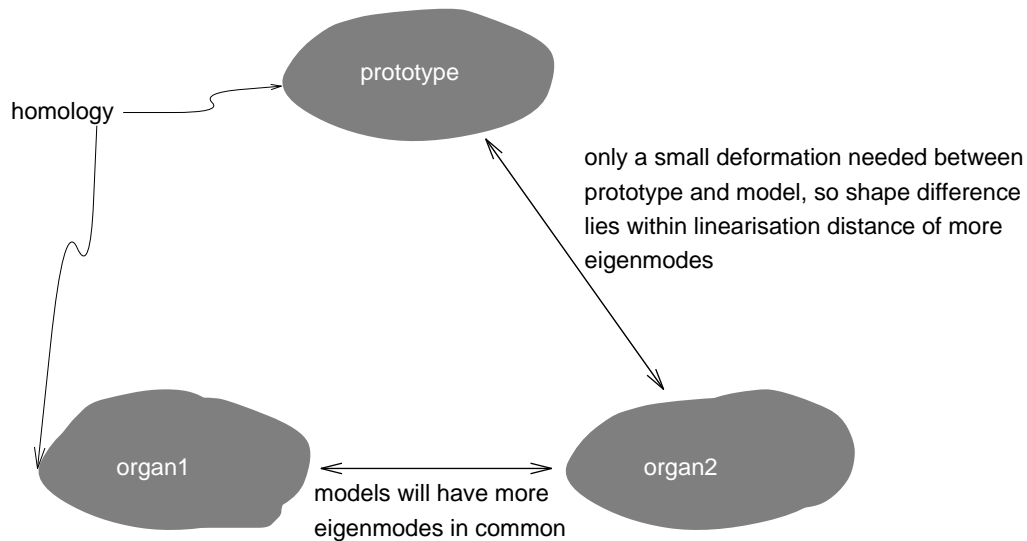 prototype
homology
only a small deformation needed between
prototype and model, so shape difference
lies within linearisation distance of more
eigenmodes
organ1
organ2
models will have more
eigenmodes in common